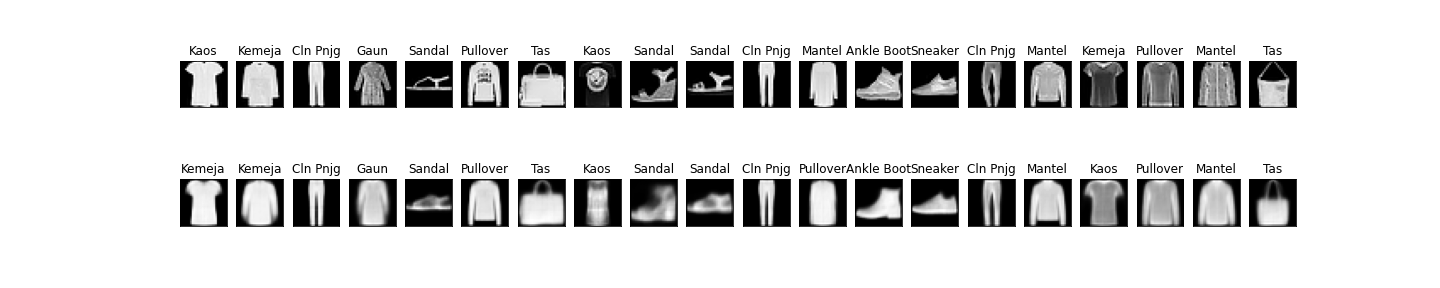 Kaos Kemeja Cln Pnjg Gaun Sandal Pullover Tas Kaos Sandal Sandal Cln Pnjg Mantel Ankle Boot Sneaker Cln Pnjg Mantel Kemeja Pullover Mantel Tas
Kemeja Kemeja Cln Pnjg Gaun Sandal Pullover Tas Kaos Sandal Sandal Cln Pnjg Pullover Ankle Boot Sneaker Cln Pnjg Mantel Kaos Pullover Mantel Tas